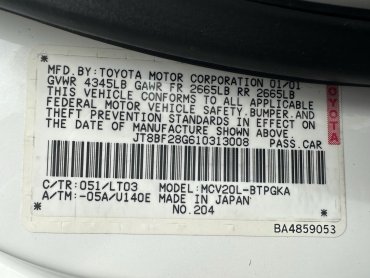 MFD.BY:TOYOTA MOTOR CORPORATION 01/01
GVWR 4345LB GAWR FR 2665LB RR 2665LB
THIS VEHICLE CONFORMS TO ALL APPLICABLE
FEDERAL MOTOR VEHICLE SAFETY, BUMPER, AND
THEFT PREVENTION STANDARDS IN EFFECT ON
THE DATE OF MANUFACTURE SHOWN ABOVE.
JT8BF28G610313008 PASS.CAR
TOYOTA
C/TR:051/LT03 MODEL:MCV20L-BTPGKA
A/TM:-05A/U140E MADE IN JAPAN
NO.204
BA4859053